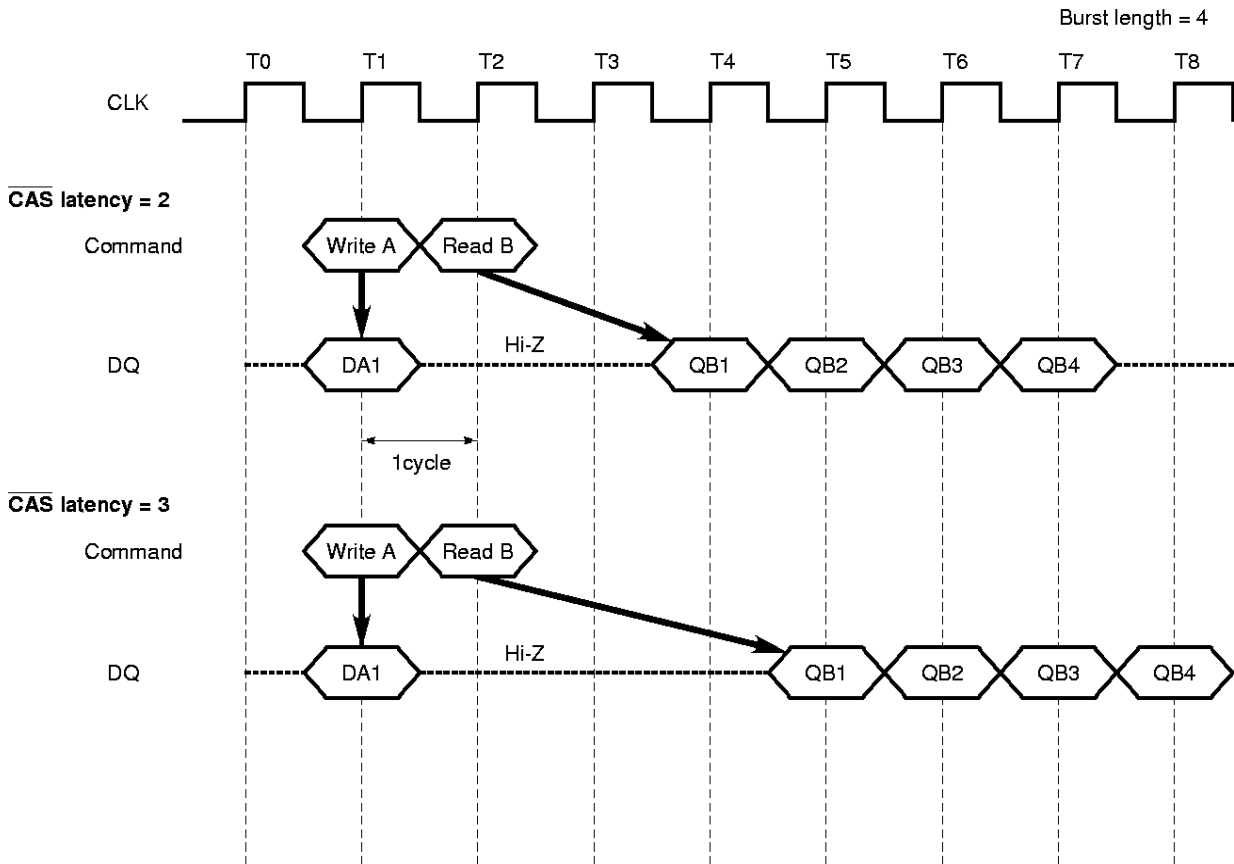 Burst length = 4
T0 T1 T2 T3 T4 T5 T6 T7 T8
CLK
CAS latency = 2
Command Write A Read B
Hi-Z
DQ DA1 QB1 QB2 QB3 QB4
1cycle
CAS latency = 3
Command Write A Read B
Hi-Z
DQ DA1 QB1 QB2 QB3 QB4